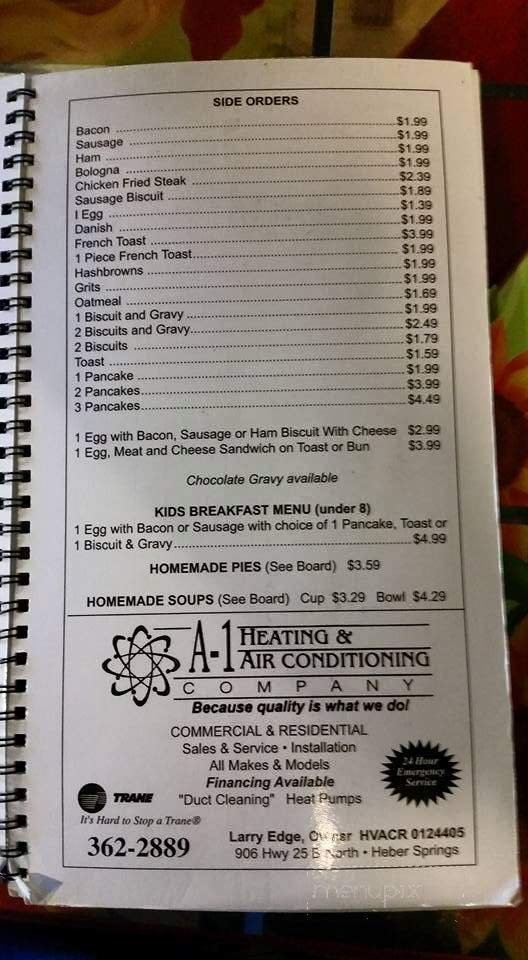 SIDE ORDERS
Bacon $1.99
Sausage $1.99
Ham $1.99
Bologna $1.99
Chicken Fried Steak $2.39
Sausage Biscuit $1.89
I Egg $1.39
Danish $1.99
French Toast $3.99
1 Piece French Toast $1.99
Hashbrowns $1.99
Grits $1.99
Oatmeal $1.69
1 Biscuit and Gravy $1.99
2 Biscuits and Gravy $2.49
2 Biscuits $1.79
Toast $1.59
1 Pancake $1.99
2 Pancakes $3.99
3 Pancakes $4.49
1 Egg with Bacon, Sausage or Ham Biscuit With Cheese $2.99
1 Egg, Meat and Cheese Sandwich on Toast or Bun $3.99
Chocolate Gravy available
KIDS BREAKFAST MENU (under 8)
1 Egg with Bacon or Sausage with choice of 1 Pancake, Toast or
1 Biscuit & Gravy $4.99
HOMEMADE PIES (See Board) $3.59
HOMEMADE SOUPS (See Board) Cup $3.29 Bowl $4.29
A-1 HEATING &
AIR CONDITIONING
COMPANY
Because quality is what we do!
COMMERCIAL & RESIDENTIAL
Sales & Service • Installation
All Makes & Models
Financing Available
"Duct Cleaning" Heat Pumps
24 Hour
Emergency
Service
TRANE
It's Hard to Stop a Trane®
362-2889
Larry Edge, Owner HVACR 0124405
906 Hwy 25 B North • Heber Springs
menupix